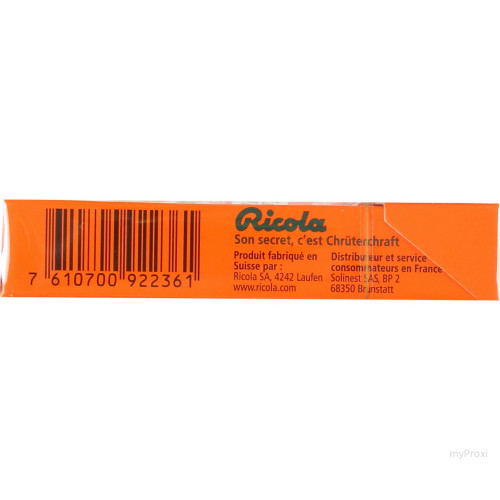 Ricola
Son secret, c'est Chrüterchraft
Produit fabriqué en
Suisse par :
Ricola SA, 4242 Laufen
www.ricola.com
Distributeur et service
consommateurs en France
Solinest SAS, BP 2
68350 Brunstatt
7 610700 922361
myProxi